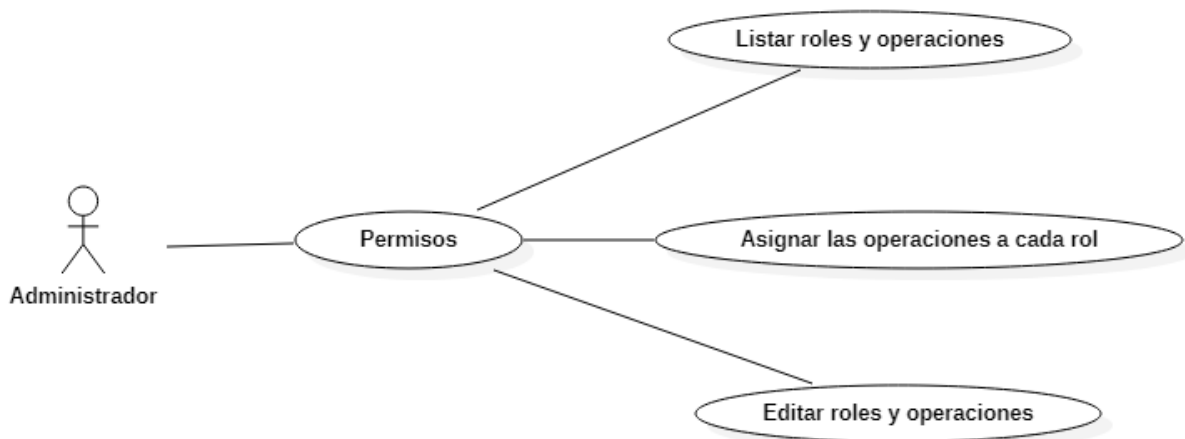 Listar roles y operaciones
Permisos
Asignar las operaciones a cada rol
Administrador
Editar roles y operaciones